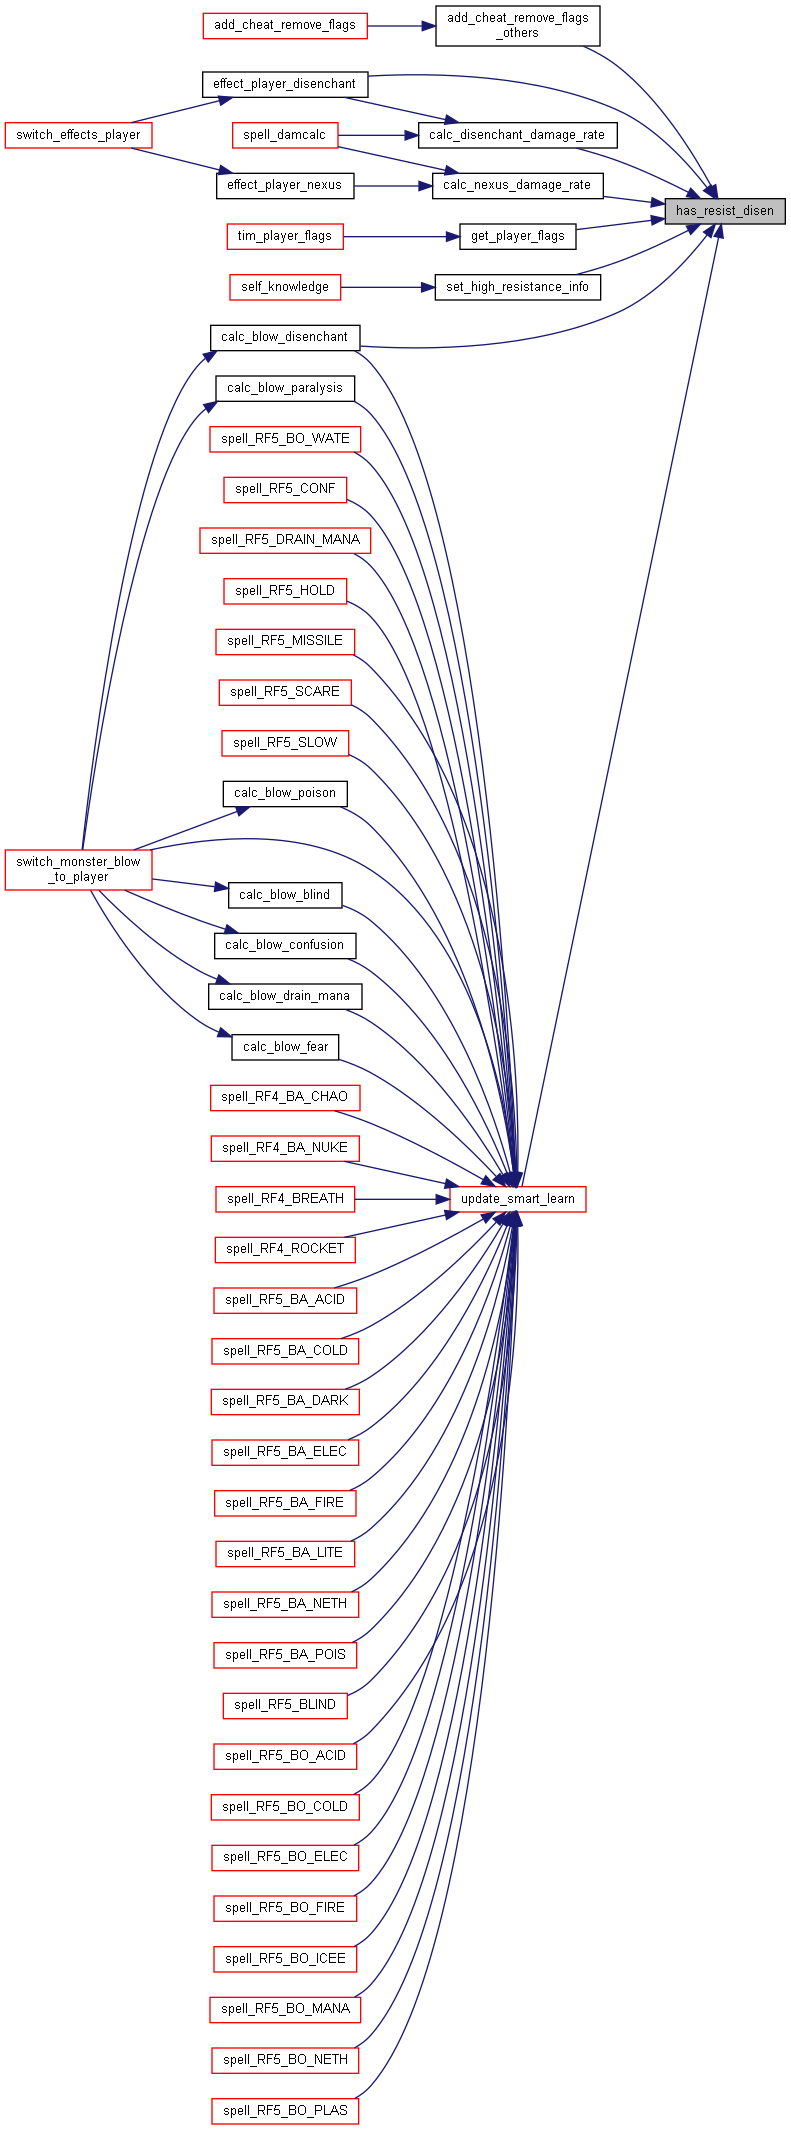 add_cheat_remove_flags
add_cheat_remove_flags
_others
effect_player_disenchant
switch_effects_player
spell_damcalc
calc_disenchant_damage_rate
effect_player_nexus
calc_nexus_damage_rate
has_resist_disen
tim_player_flags
get_player_flags
self_knowledge
set_high_resistance_info
calc_blow_disenchant
calc_blow_paralysis
spell_RF5_BO_WATE
spell_RF5_CONF
spell_RF5_DRAIN_MANA
spell_RF5_HOLD
spell_RF5_MISSILE
spell_RF5_SCARE
spell_RF5_SLOW
calc_blow_poison
switch_monster_blow
_to_player
calc_blow_blind
calc_blow_confusion
calc_blow_drain_mana
calc_blow_fear
spell_RF4_BA_CHAO
spell_RF4_BA_NUKE
spell_RF4_BREATH
update_smart_learn
spell_RF4_ROCKET
spell_RF5_BA_ACID
spell_RF5_BA_COLD
spell_RF5_BA_DARK
spell_RF5_BA_ELEC
spell_RF5_BA_FIRE
spell_RF5_BA_LITE
spell_RF5_BA_NETH
spell_RF5_BA_POIS
spell_RF5_BLIND
spell_RF5_BO_ACID
spell_RF5_BO_COLD
spell_RF5_BO_ELEC
spell_RF5_BO_FIRE
spell_RF5_BO_ICEE
spell_RF5_BO_MANA
spell_RF5_BO_NETH
spell_RF5_BO_PLAS